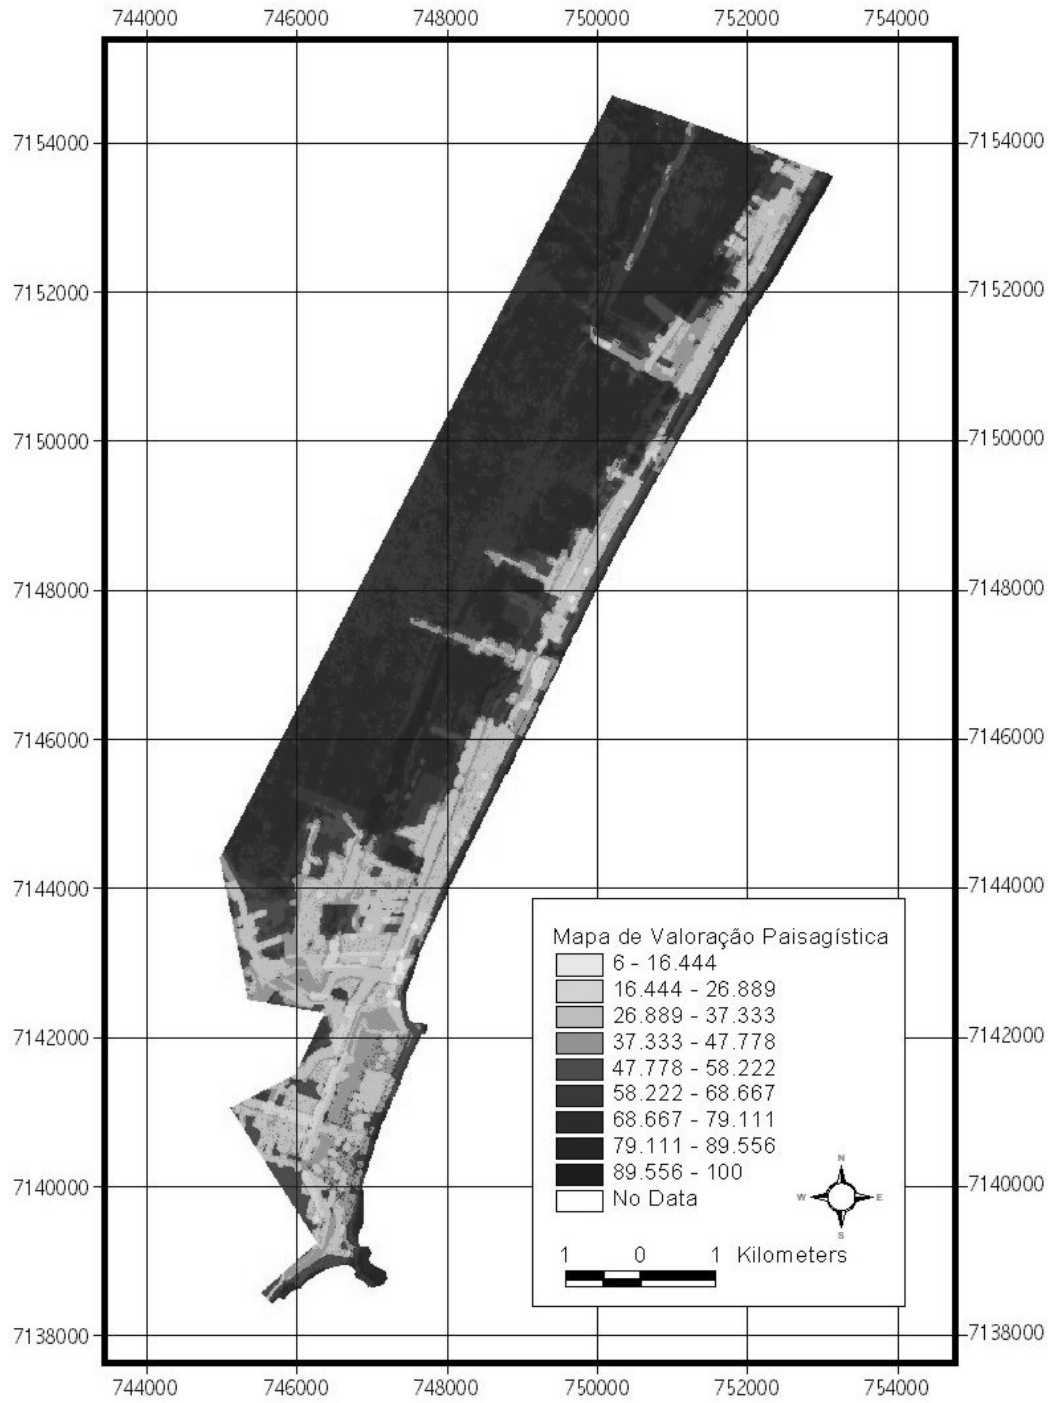 744000 746000 748000 750000 752000 754000
7154000 7154000
7152000 7152000
7150000 7150000
7148000 7148000
7146000 7146000
7144000 7144000
Mapa de Valoração Paisagística
6 - 16.444
16.444 - 26.889
26.889 - 37.333
37.333 - 47.778
7142000 7142000
47.778 - 58.222
58.222 - 68.667
68.667 - 79.111
79.111 - 89.556
89.556 - 100
N
7140000 7140000
No Data
W E
S
1 0 1 Kilometers
7138000 7138000
744000 746000 748000 750000 752000 754000